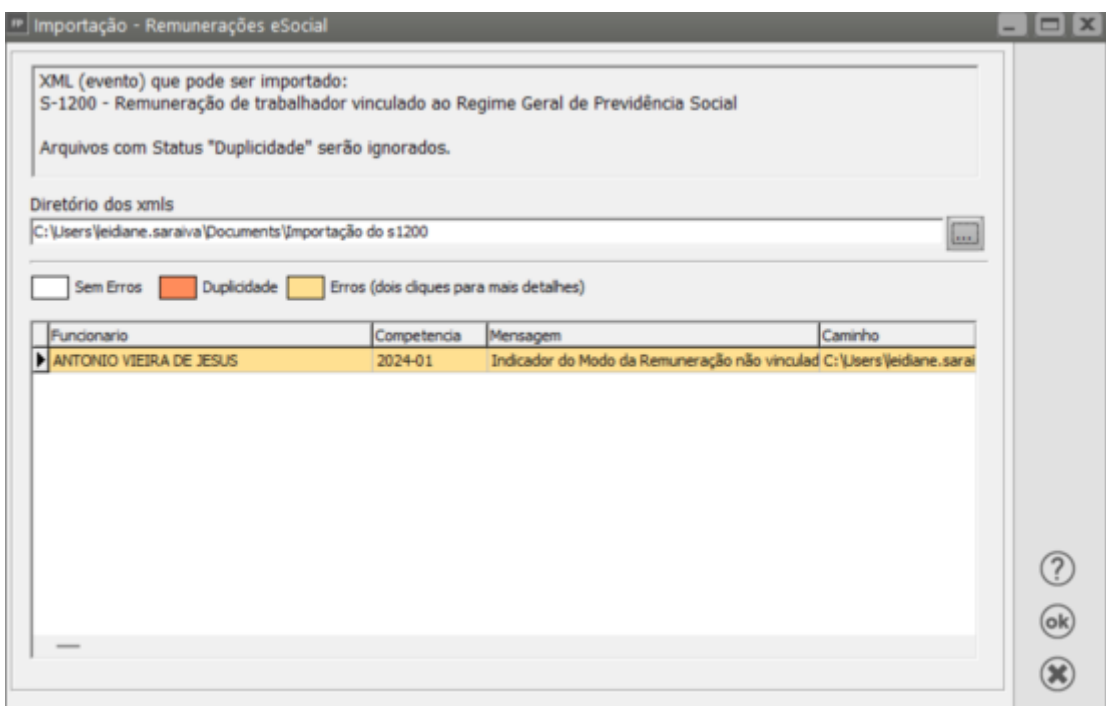 FP Importação - Remunerações eSocial
XML (evento) que pode ser importado:
S-1200 - Remuneração de trabalhador vinculado ao Regime Geral de Previdência Social
Arquivos com Status "Duplicidade" serão ignorados.
Diretório dos xmls
C:\Users\leidiane.saraiva\Documents\Importação do s1200
...
Sem Erros Duplicidade Erros (dois cliques para mais detalhes)
Funcionario Competencia Mensagem Caminho
ANTONIO VIEIRA DE JESUS 2024-01 Indicador do Modo da Remuneração não vinculad C:\Users\leidiane.sarai
?
ok